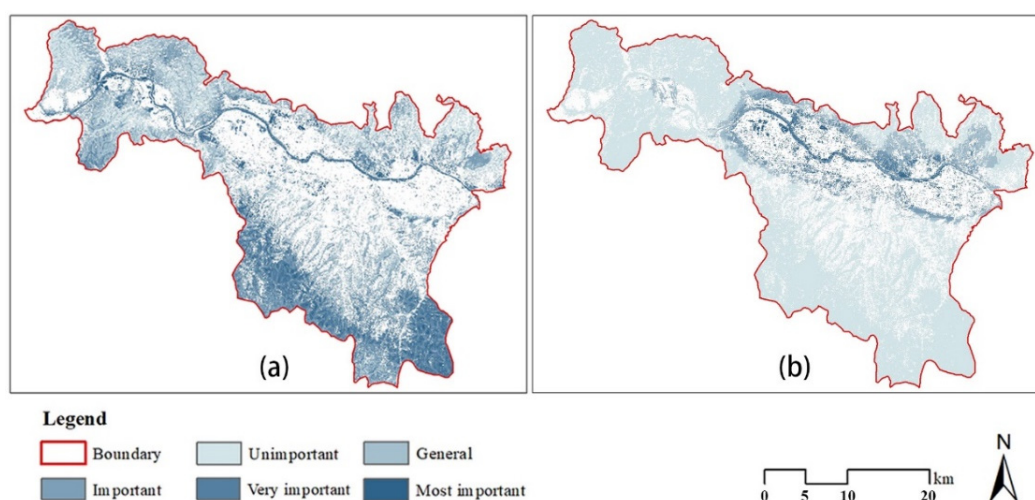 (a)
(b)
Legend
Boundary Unimportant General
Important Very important Most important
N
km
0 5 10 20